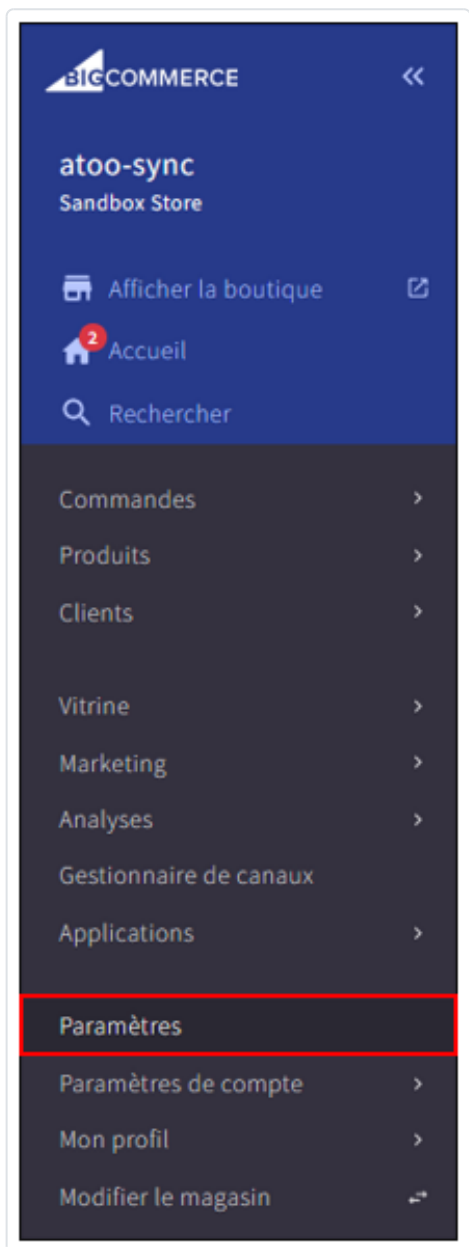 BIGCOMMERCE
atoo-sync
Sandbox Store
Afficher la boutique
2
Accueil
Rechercher
Commandes
Produits
Clients
Vitrine
Marketing
Analyses
Gestionnaire de canaux
Applications
Paramètres
Paramètres de compte
Mon profil
Modifier le magasin